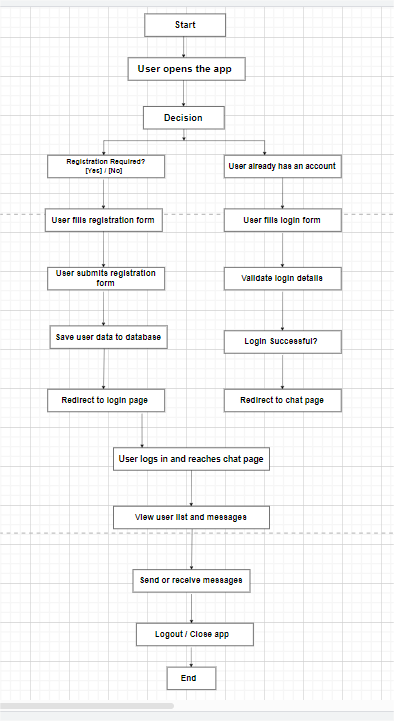 Start
User opens the app
Decision
Registration Required?
[Yes] / [No]
User already has an account
User fills registration form
User fills login form
User submits registration
form
Validate login details
Save user data to database
Login Successful?
Redirect to login page
Redirect to chat page
User logs in and reaches chat page
View user list and messages
Send or receive messages
Logout / Close app
End